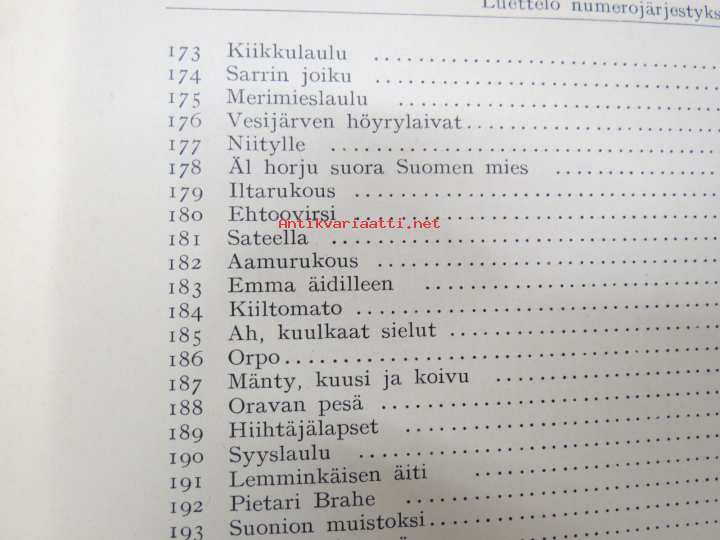 Luettelo numerojärjestyks
173 Kiikkulaulu
174 Sarrin joiku
175 Merimieslaulu
176 Vesijärven höyrylaivat
177 Niitylle
178 Äl horju suora Suomen mies
179 Iltarukous
180 Ehtoovirsi
Antikvariaatti.net
181 Sateella
182 Aamurukous
183 Emma äidilleen
184 Kiiltomato
185 Ah, kuulkaat sielut
186 Orpo
187 Mänty, kuusi ja koivu
188 Oravan pesä
189 Hiihtäjälapset
190 Syyslaulu
191 Lemminkäisen äiti
192 Pietari Brahe
193 Suonion muistoksi